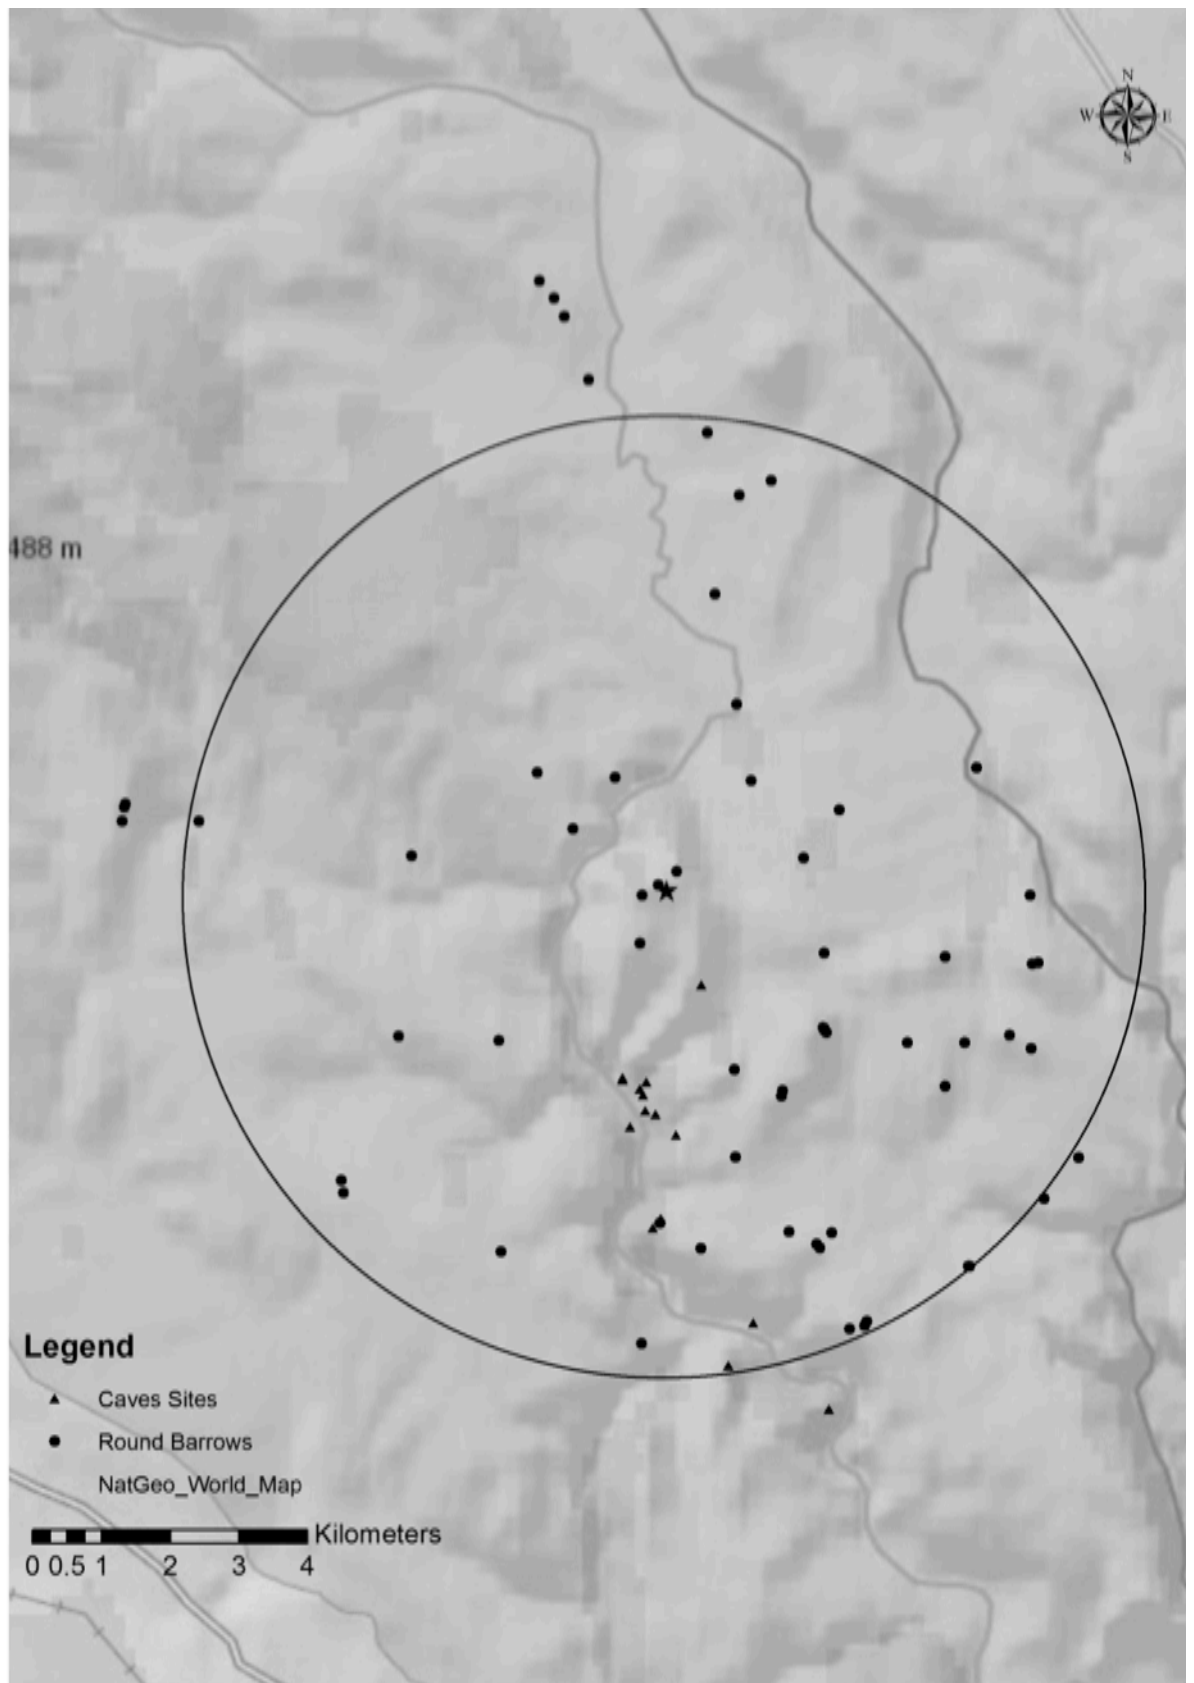 N
W E
S
488 m
Legend
Caves Sites
Round Barrows
NatGeo_World_Map
Kilometers
0 0.5 1 2 3 4